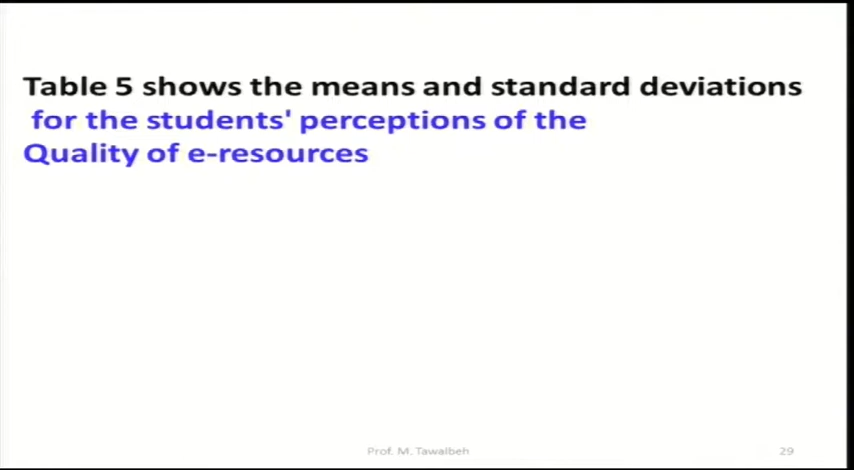 Table 5 shows the means and standard deviations
for the students' perceptions of the
Quality of e-resources
Prof. M. Tawalbeh
29